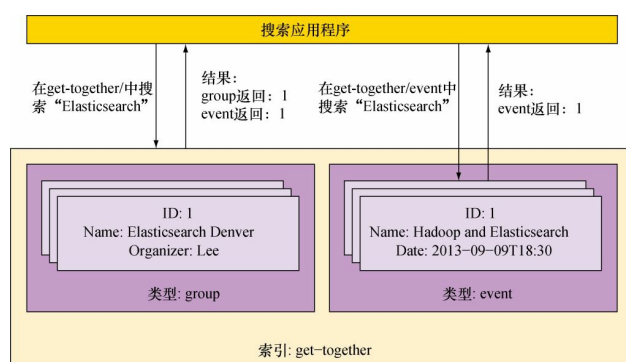 搜索应用程序
在get-together/中搜
索“Elasticsearch”
结果：
group返回：1
event返回：1
在get-together/event中
搜索“Elasticsearch”
结果：
event返回：1
ID: 1
Name: Elasticsearch Denver
Organizer: Lee
类型: group
ID: 1
Name: Hadoop and Elasticsearch
Date: 2013-09-09T18:30
类型: event
索引: get-together